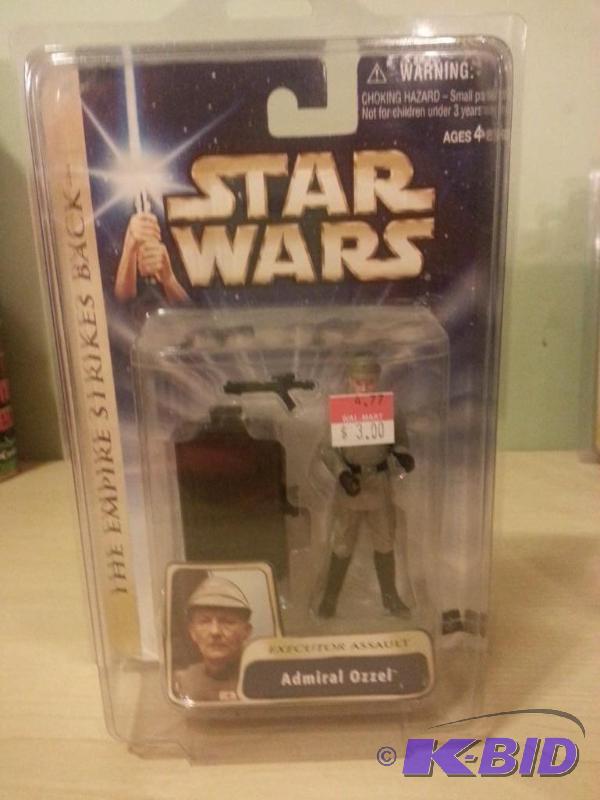 WARNING:
CHOKING HAZARD – Small
Not for children under 3 years
AGES 4
STAR
WARS
THE EMPIRE STRIKES BACK
4.77
WAL-MART
$ 3.00
EXECUTOR ASSAULT
Admiral Ozzel™
© K-BID